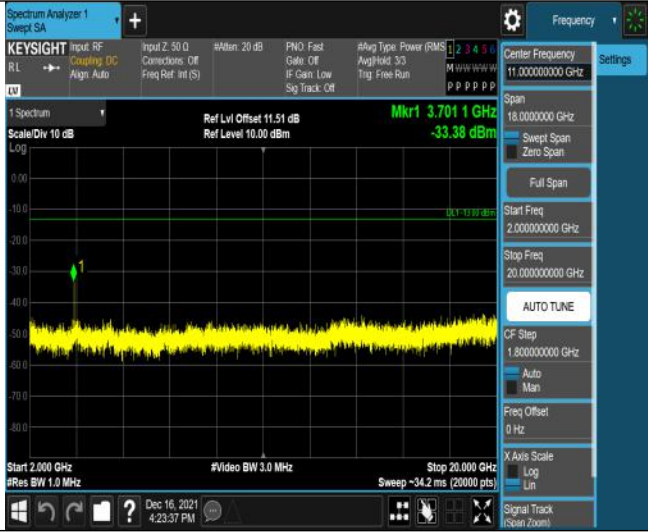 Spectrum Analyzer 1
Swept SA
+
Frequency
KEYSIGHT
RL
LV
Input: RF
Coupling: DC
Align: Auto
Input Z: 50 Ω
Corrections: Off
Freq Ref: Int (S)
#Atten: 20 dB
PNO: Fast
Gate: Off
IF Gain: Low
Sig Track: Off
#Avg Type: Power (RMS
Avg|Hold: 3/3
Trig: Free Run
1 2 3 4 5 6
M W W W W W
P P P P P P
Center Frequency
11.000000000 GHz
Settings
Span
18.0000000 GHz
Swept Span
Zero Span
Full Span
Start Freq
2.000000000 GHz
Stop Freq
20.000000000 GHz
AUTO TUNE
CF Step
1.800000000 GHz
Auto
Man
Freq Offset
0 Hz
X Axis Scale
Log
Lin
Signal Track
(Span Zoom)
1 Spectrum
Scale/Div 10 dB
Ref Lvl Offset 11.51 dB
Ref Level 10.00 dBm
Mkr1 3.701 1 GHz
-33.38 dBm
Log
0.00
-10.0
DL1 -13.00 dBm
-20.0
-30.0
1
-40.0
-50.0
-60.0
-70.0
-80.0
Start 2.000 GHz
#Res BW 1.0 MHz
#Video BW 3.0 MHz
Stop 20.000 GHz
Sweep ~34.2 ms (20000 pts)
?
Dec 16, 2021
4:23:37 PM